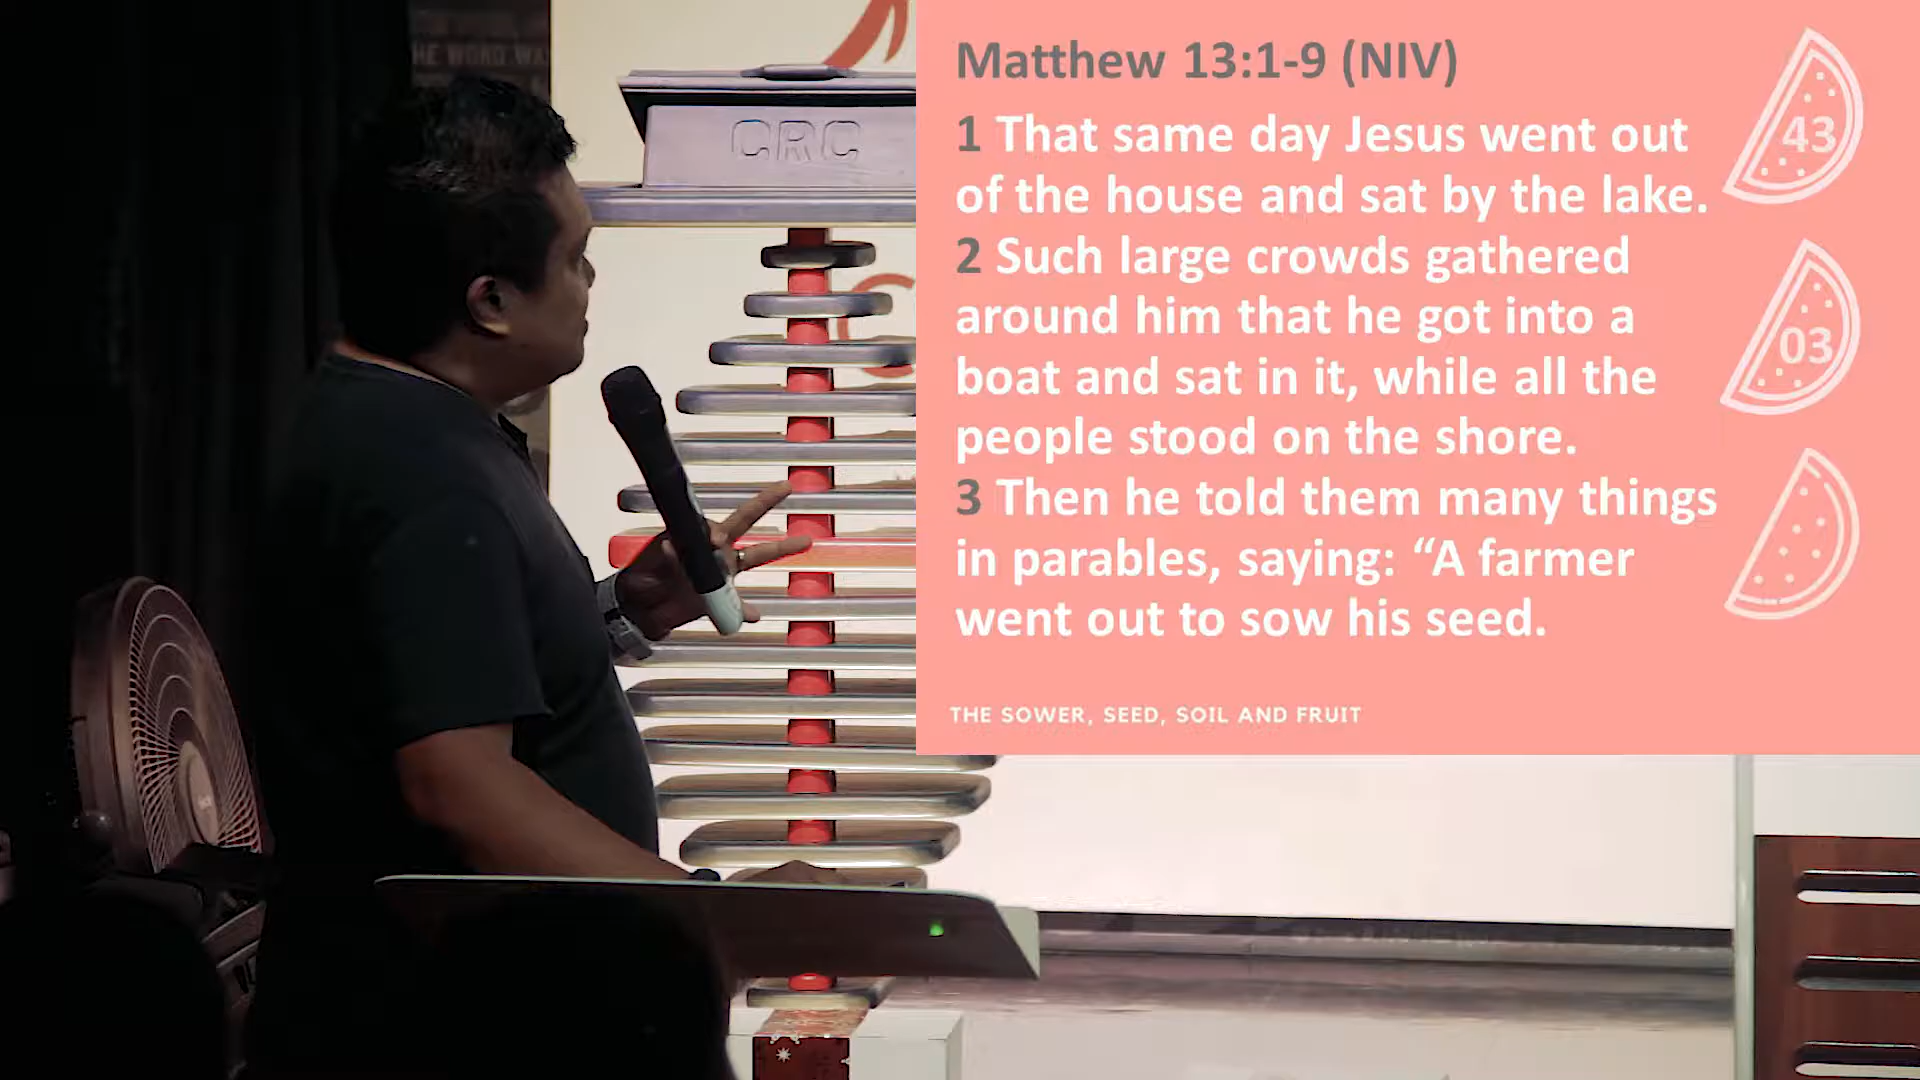 HE WORD WA
CRC
Matthew 13:1-9 (NIV)
1 That same day Jesus went out
of the house and sat by the lake.
2 Such large crowds gathered
around him that he got into a
boat and sat in it, while all the
people stood on the shore.
3 Then he told them many things
in parables, saying: “A farmer
went out to sow his seed.
43
03
THE SOWER, SEED, SOIL AND FRUIT